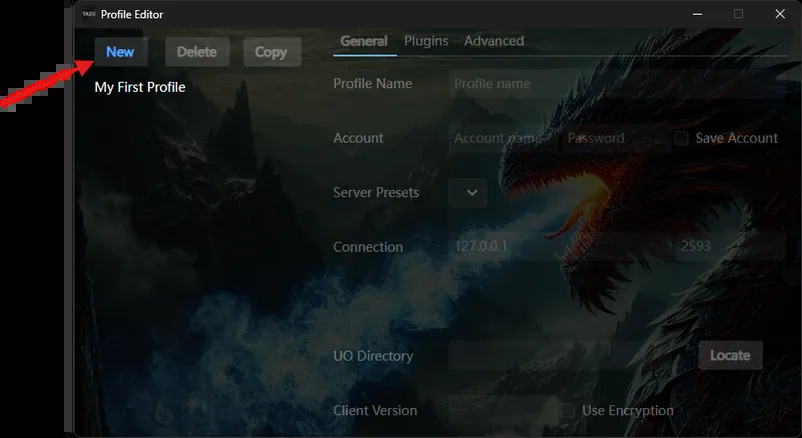 Profile Editor
New Delete Copy
My First Profile
General Plugins Advanced
Profile Name Profile name
Account Account name Password Save Account
Server Presets
Connection 127.0.0.1 2593
UO Directory Locate
Client Version Use Encryption